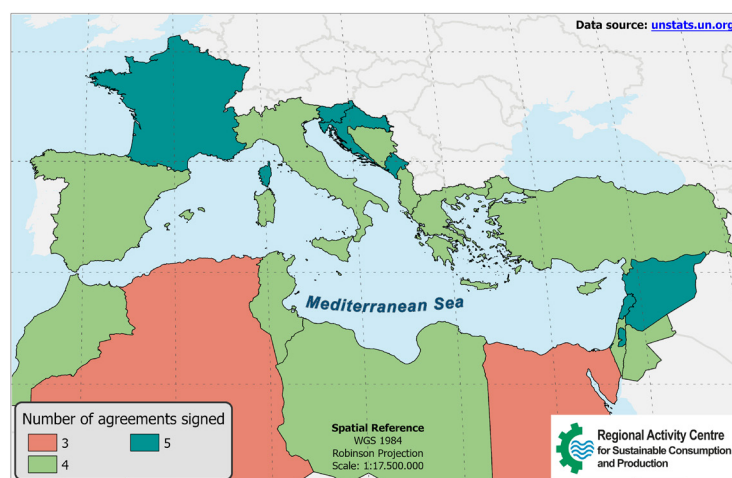 Data source: unstats.un.org
Mediterranean Sea
Number of agreements signed
3
5
4
Spatial Reference
WGS 1984
Robinson Projection
Scale: 1:17.500.000
Regional Activity Centre
for Sustainable Consumption
and Production